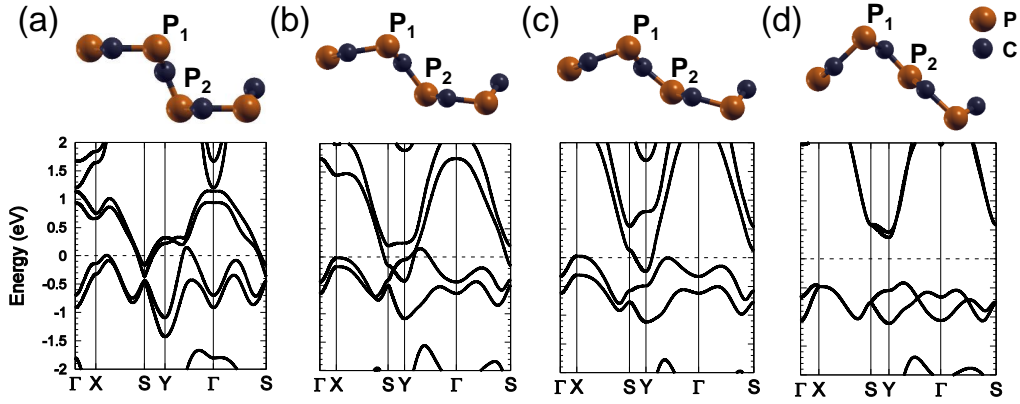 (a) (b) (c) (d)
P1 P1 P1 P1 P
P2 P2 P2 P2 C
2
1.5
1
0.5
0
-0.5
-1
-1.5
-2
Energy (eV)
Γ X S Y Γ S Γ X S Y Γ S Γ X S Y Γ S Γ X S Y Γ S